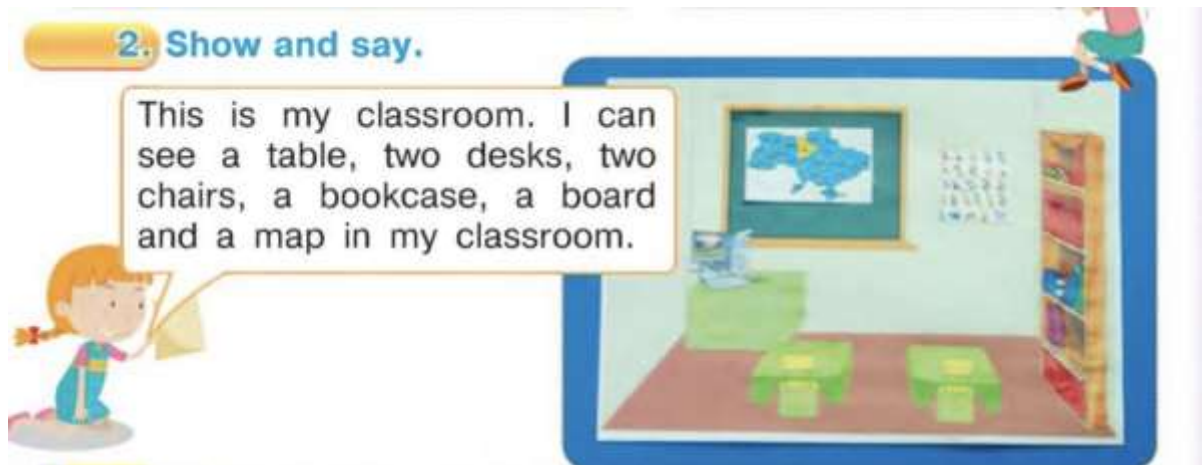 2. Show and say.
This is my classroom. I can
see a table, two desks, two
chairs, a bookcase, a board
and a map in my classroom.